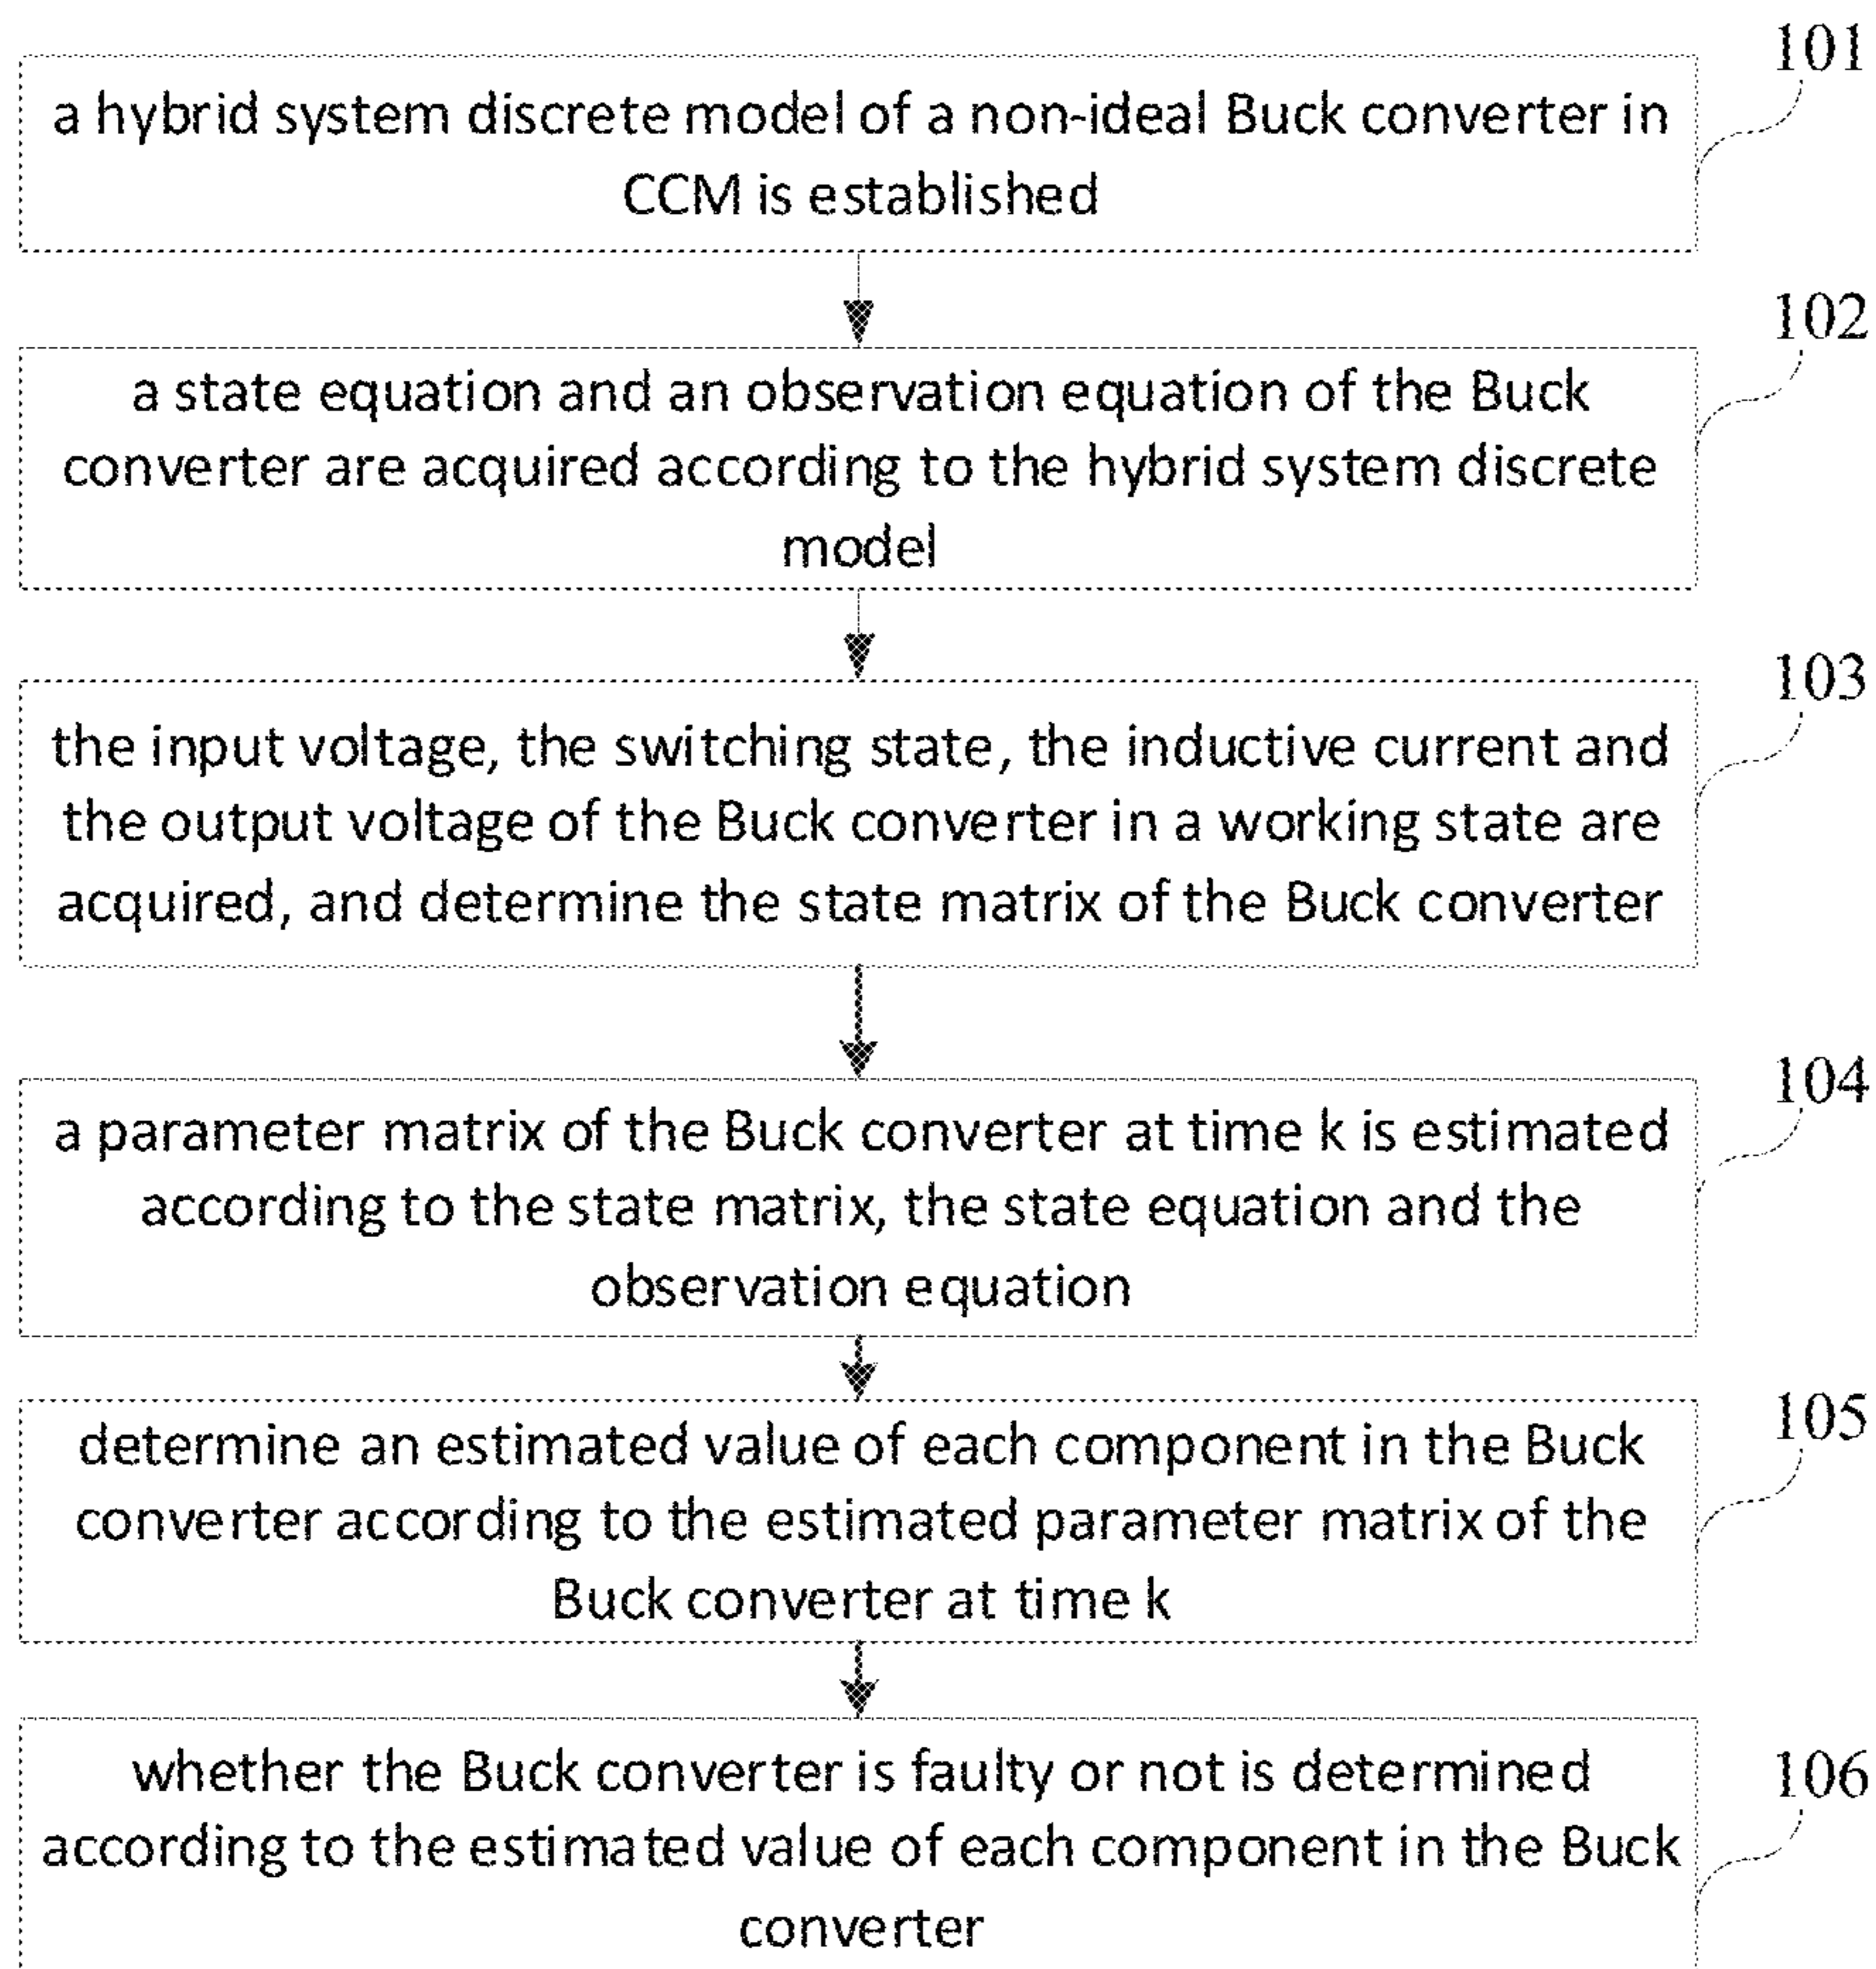 101
a hybrid system discrete model of a non-ideal Buck converter in
CCM is established
102
a state equation and an observation equation of the Buck
converter are acquired according to the hybrid system discrete
model
103
the input voltage, the switching state, the inductive current and
the output voltage of the Buck converter in a working state are
acquired, and determine the state matrix of the Buck converter
104
a parameter matrix of the Buck converter at time k is estimated
according to the state matrix, the state equation and the
observation equation
105
determine an estimated value of each component in the Buck
converter according to the estimated parameter matrix of the
Buck converter at time k
106
whether the Buck converter is faulty or not is determined
according to the estimated value of each component in the Buck
converter